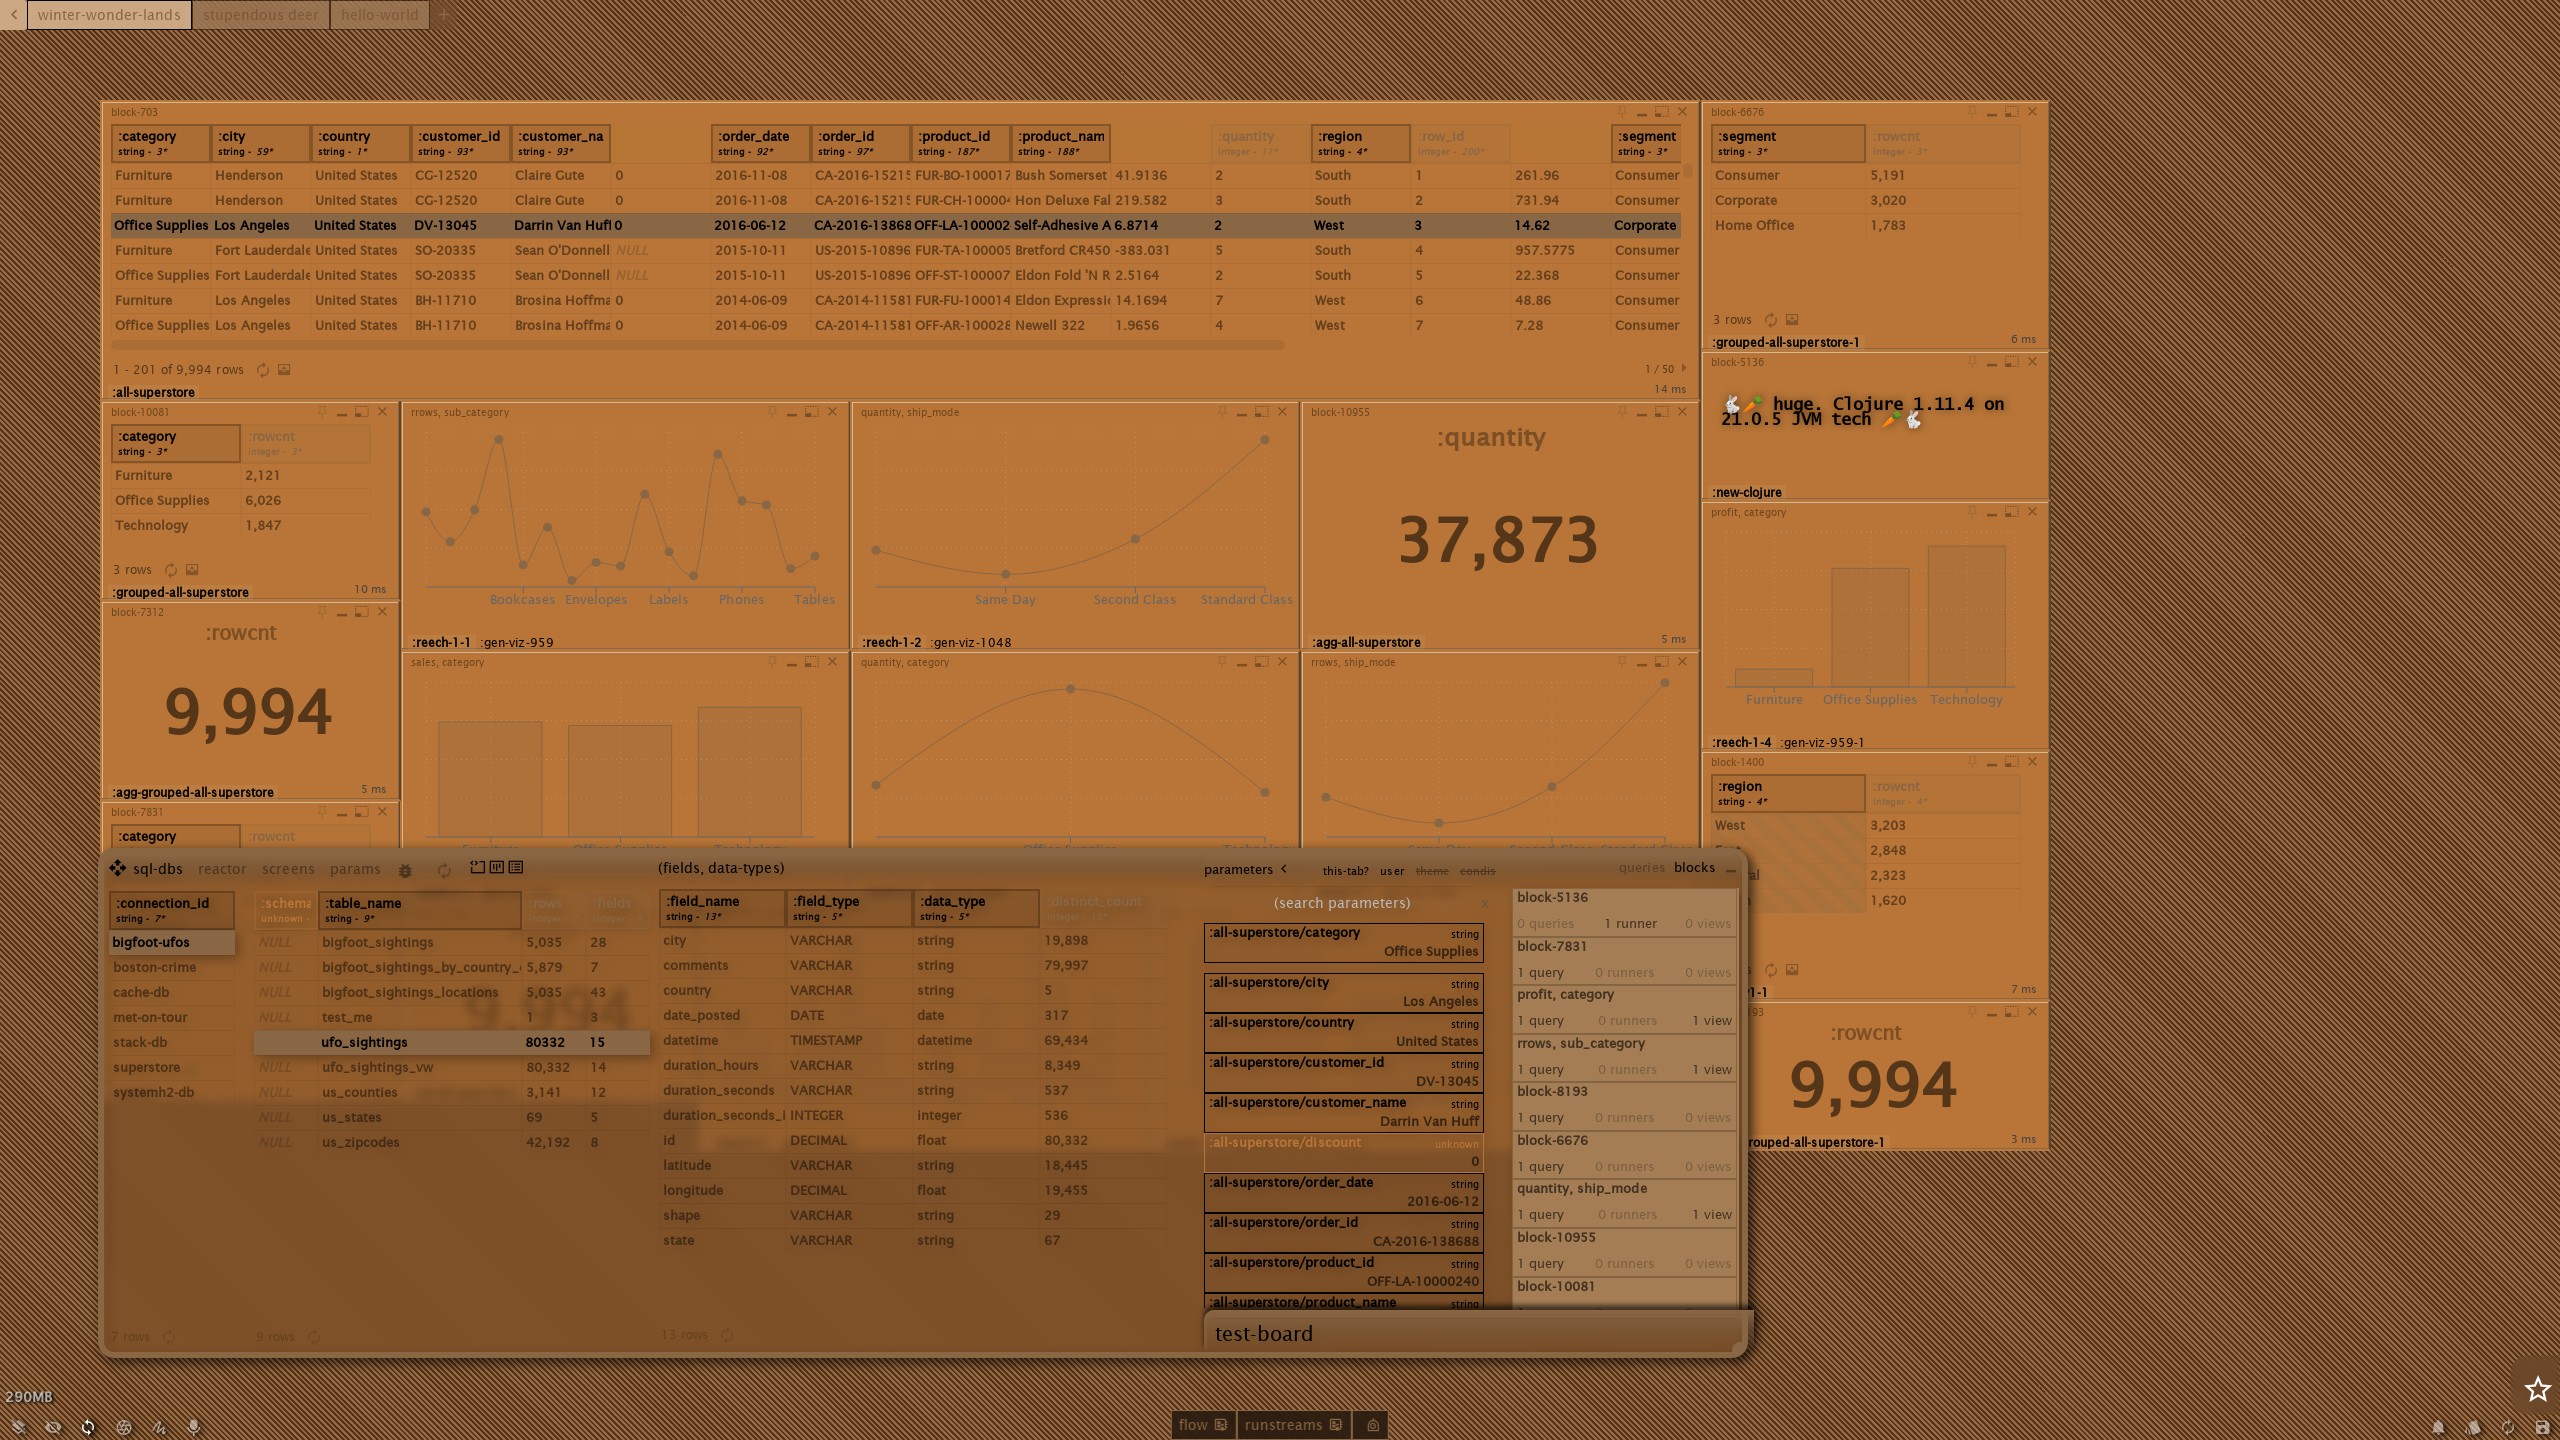 winter-wonder-lands stupendous deer hello-world +
block-703
:category :city :country :customer_id :customer_na :order_date :order_id :product_id :product_nam :quantity :region :row_id :segment
string - 3* string - 59* string - 1* string - 93* string - 93* string - 92* string - 97* string - 187* string - 188* integer - 11* string - 4* integer - 200* string - 3*
Furniture Henderson United States CG-12520 Claire Gute 0 2016-11-08 CA-2016-15215 FUR-BO-100017 Bush Somerset 41.9136 2 South 1 261.96 Consumer
Furniture Henderson United States CG-12520 Claire Gute 0 2016-11-08 CA-2016-15215 FUR-CH-100004 Hon Deluxe Fal 219.582 3 South 2 731.94 Consumer
Office Supplies Los Angeles United States DV-13045 Darrin Van Huff 0 2016-06-12 CA-2016-13868 OFF-LA-100002 Self-Adhesive A 6.8714 2 West 3 14.62 Corporate
Furniture Fort Lauderdale United States SO-20335 Sean O'Donnell NULL 2015-10-11 US-2015-10896 FUR-TA-100005 Bretford CR450 -383.031 5 South 4 957.5775 Consumer
Office Supplies Fort Lauderdale United States SO-20335 Sean O'Donnell NULL 2015-10-11 US-2015-10896 OFF-ST-100007 Eldon Fold 'N R 2.5164 2 South 5 22.368 Consumer
Furniture Los Angeles United States BH-11710 Brosina Hoffma 0 2014-06-09 CA-2014-11581 FUR-FU-100014 Eldon Expressi 14.1694 7 West 6 48.86 Consumer
Office Supplies Los Angeles United States BH-11710 Brosina Hoffma 0 2014-06-09 CA-2014-11581 OFF-AR-100028 Newell 322 1.9656 4 West 7 7.28 Consumer
1 - 201 of 9,994 rows 1 / 50
:all-superstore 14 ms
block-6676
:segment :rowcnt
string - 3* integer - 3*
Consumer 5,191
Corporate 3,020
Home Office 1,783
3 rows
:grouped-all-superstore-1 6 ms
block-5136
🐇🥕 huge. Clojure 1.11.4 on
21.0.5 JVM tech 🥕🐇
:new-clojure
block-10081
:category :rowcnt
string - 3* integer - 3*
Furniture 2,121
Office Supplies 6,026
Technology 1,847
3 rows
:grouped-all-superstore 10 ms
rrows, sub_category
Bookcases Envelopes Labels Phones Tables
:reech-1-1 :gen-viz-959
quantity, ship_mode
Same Day Second Class Standard Class
:reech-1-2 :gen-viz-1048
block-10955
:quantity
37,873
:agg-all-superstore 5 ms
profit, category
Furniture Office Supplies Technology
:reech-1-4 :gen-viz-959-1
block-7312
:rowcnt
9,994
:agg-grouped-all-superstore 5 ms
sales, category
quantity, category
rrows, ship_mode
block-1400
:region :rowcnt
string - 4* integer - 4*
West 3,203
2,848
2,323
1,620
7 ms
block-7831
:category :rowcnt
:rowcnt
9,994
rouped-all-superstore-1 3 ms
sql-dbs reactor screens params
:connection_id
string - 7*
bigfoot-ufos
boston-crime
cache-db
met-on-tour
stack-db
superstore
systemh2-db
7 rows
:schema :table_name :rows fields
unknown - string - 9*
NULL bigfoot_sightings 5,035 28
NULL bigfoot_sightings_by_country_ 5,879 7
NULL bigfoot_sightings_locations 5,035 43
NULL test_me 1 3
ufo_sightings 80332 15
NULL ufo_sightings_vw 80,332 14
NULL us_counties 3,141 12
NULL us_states 69 5
NULL us_zipcodes 42,192 8
9 rows
(fields, data-types)
:field_name :field_type :data_type :distinct_count
string - 13* string - 5* string - 5*
city VARCHAR string 19,898
comments VARCHAR string 79,997
country VARCHAR string 5
date_posted DATE date 317
datetime TIMESTAMP datetime 69,434
duration_hours VARCHAR string 8,349
duration_seconds VARCHAR string 537
duration_seconds_i INTEGER integer 536
id DECIMAL float 80,332
latitude VARCHAR string 18,445
longitude DECIMAL float 19,455
shape VARCHAR string 29
state VARCHAR string 67
13 rows
parameters this-tab? user theme condis
(search parameters) x
:all-superstore/category string
Office Supplies
:all-superstore/city string
Los Angeles
:all-superstore/country string
United States
:all-superstore/customer_id string
DV-13045
:all-superstore/customer_name string
Darrin Van Huff
:all-superstore/discount unknown
0
:all-superstore/order_date string
2016-06-12
:all-superstore/order_id string
CA-2016-138688
:all-superstore/product_id string
OFF-LA-10000240
:all-superstore/product_name string
queries blocks
block-5136
0 queries 1 runner 0 views
block-7831
1 query 0 runners 0 views
profit, category
1 query 0 runners 1 view
rrows, sub_category
1 query 0 runners 1 view
block-8193
1 query 0 runners 0 views
block-6676
1 query 0 runners 0 views
quantity, ship_mode
1 query 0 runners 1 view
block-10955
1 query 0 runners 0 views
block-10081
test-board
290MB
flow runstreams